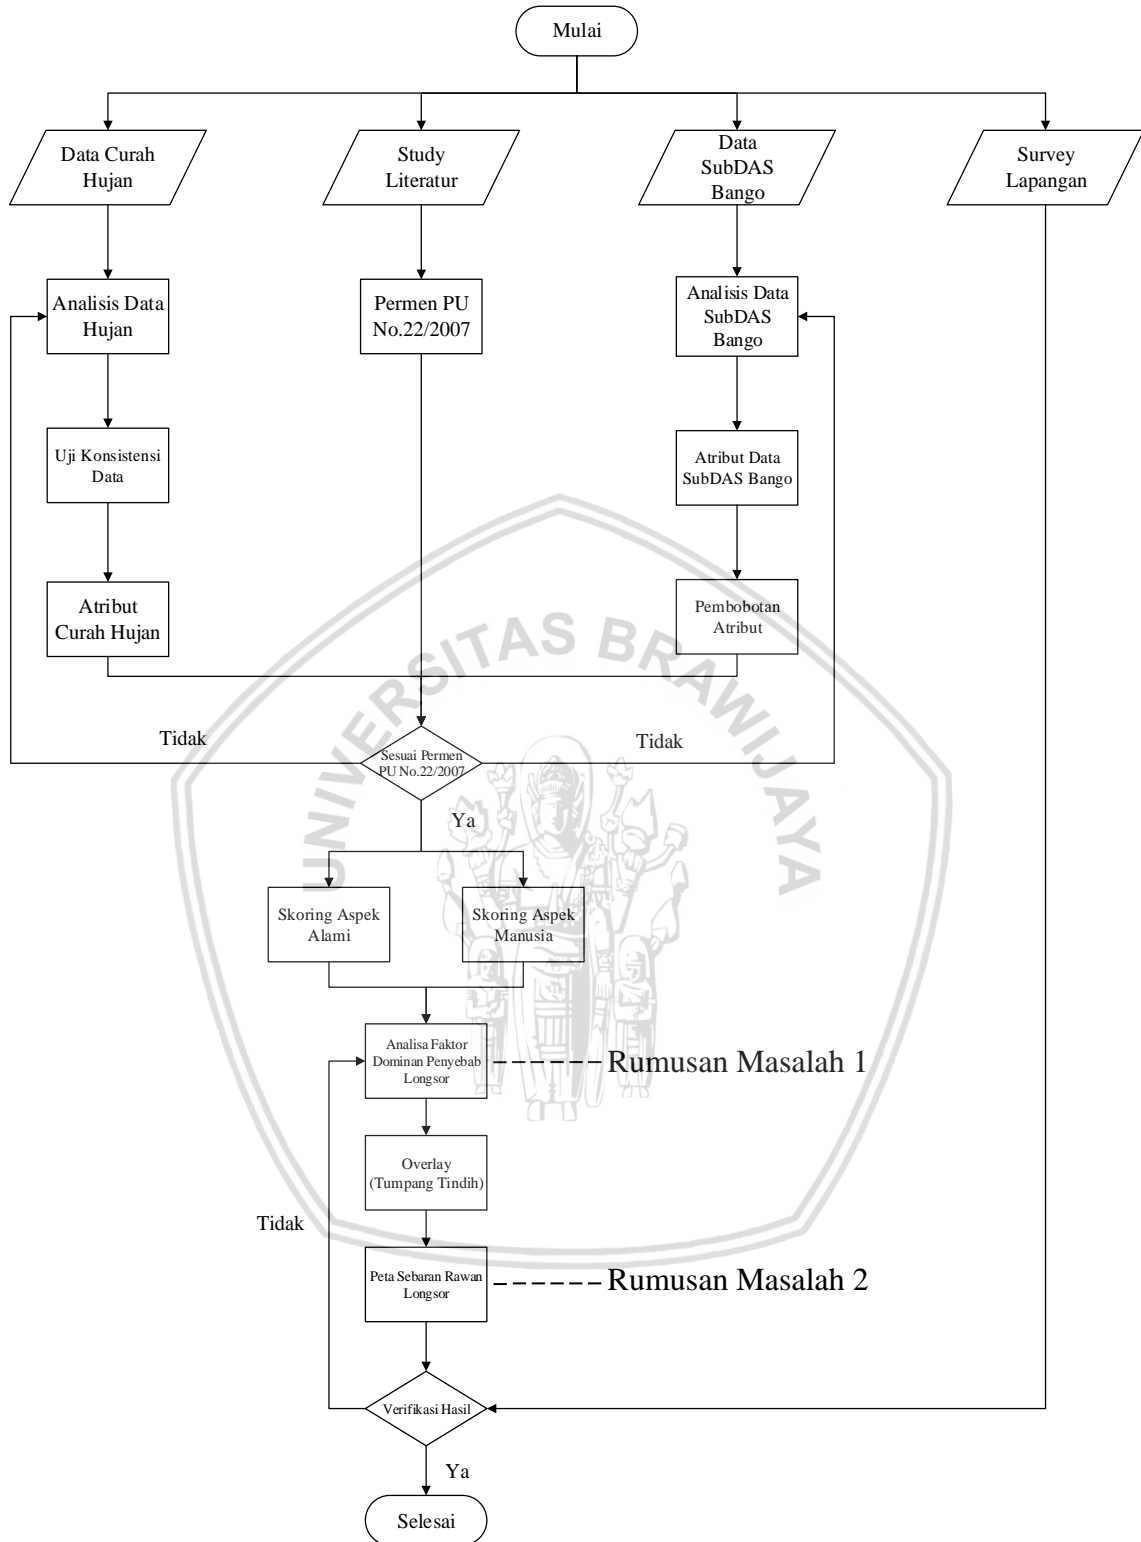 Mulai
Data Curah
Hujan
Study
Literatur
Data
SubDAS
Bango
Survey
Lapangan
Analisis Data
Hujan
Permen PU
No.22/2007
Analisis Data
SubDAS
Bango
Uji Konsistensi
Data
Atribut Data
SubDAS Bango
Atribut
Curah Hujan
Pembobotan
Atribut
UNIVERSITAS BRAWIJAYA
Tidak
Sesuai Permen
PU No.22/2007
Tidak
Ya
Skoring Aspek
Alami
Skoring Aspek
Manusia
Analisa Faktor
Dominan Penyebab
Longsor
Rumusan Masalah 1
Overlay
(Tumpang Tindih)
Tidak
Peta Sebaran Rawan
Longsor
Rumusan Masalah 2
Verifikasi Hasil
Ya
Selesai